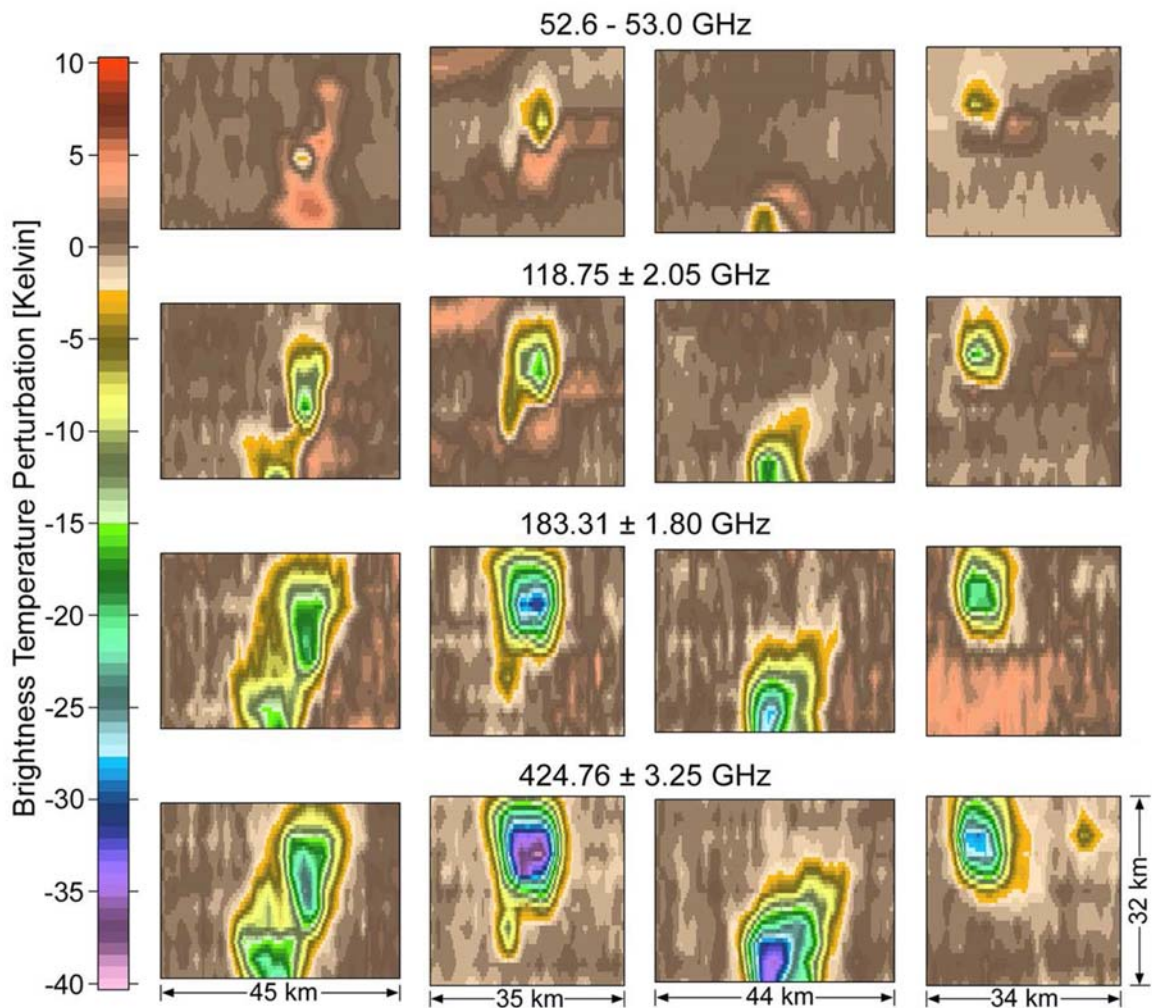 52.6 - 53.0 GHz
10
5
0
-5
-10
-15
-20
-25
-30
-35
-40
Brightness Temperature Perturbation [Kelvin]
118.75 ± 2.05 GHz
183.31 ± 1.80 GHz
424.76 ± 3.25 GHz
32 km
45 km
35 km
44 km
34 km